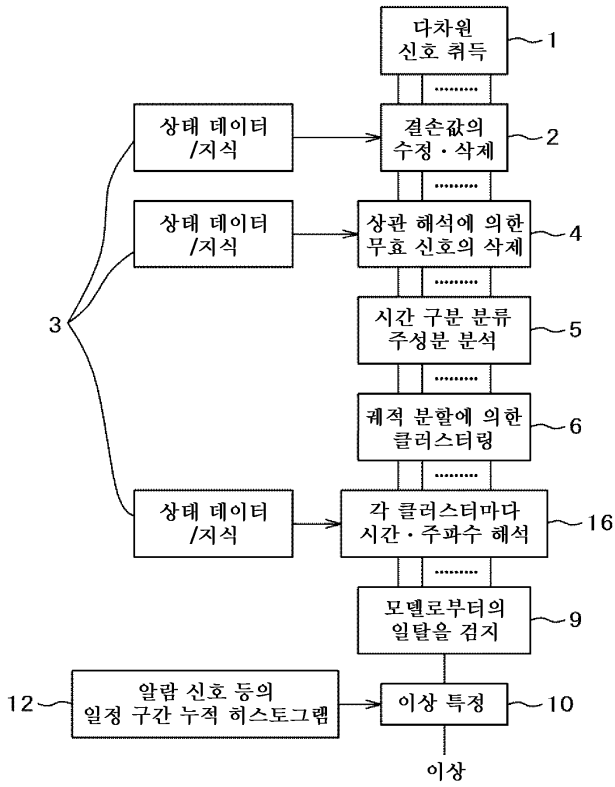 다차원
신호 취득
1
상태 데이터
/지식
결손값의
수정·삭제
2
상태 데이터
/지식
상관 해석에 의한
무효 신호의 삭제
4
3
시간 구분 분류
주성분 분석
5
궤적 분할에 의한
클러스터링
6
상태 데이터
/지식
각 클러스터마다
시간·주파수 해석
16
모델로부터의
일탈을 검지
9
12
알람 신호 등의
일정 구간 누적 히스토그램
이상 특정
10
이상